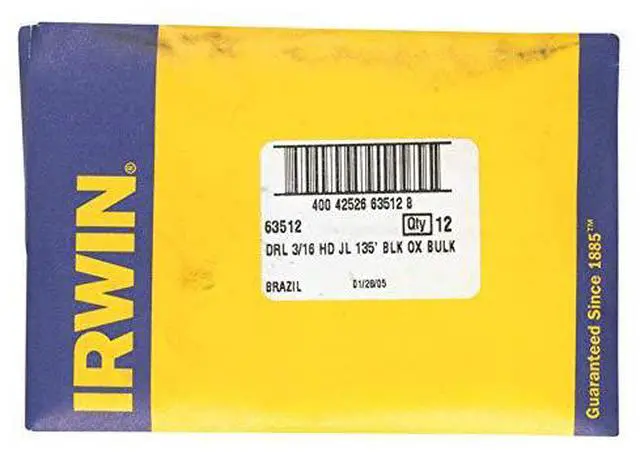 IRWIN®
400 42526 63512 8
63512 Qty 12
DRL 3/16 HD JL 135' BLK OX BULK
BRAZIL 01/28/05
Guaranteed Since 1885™